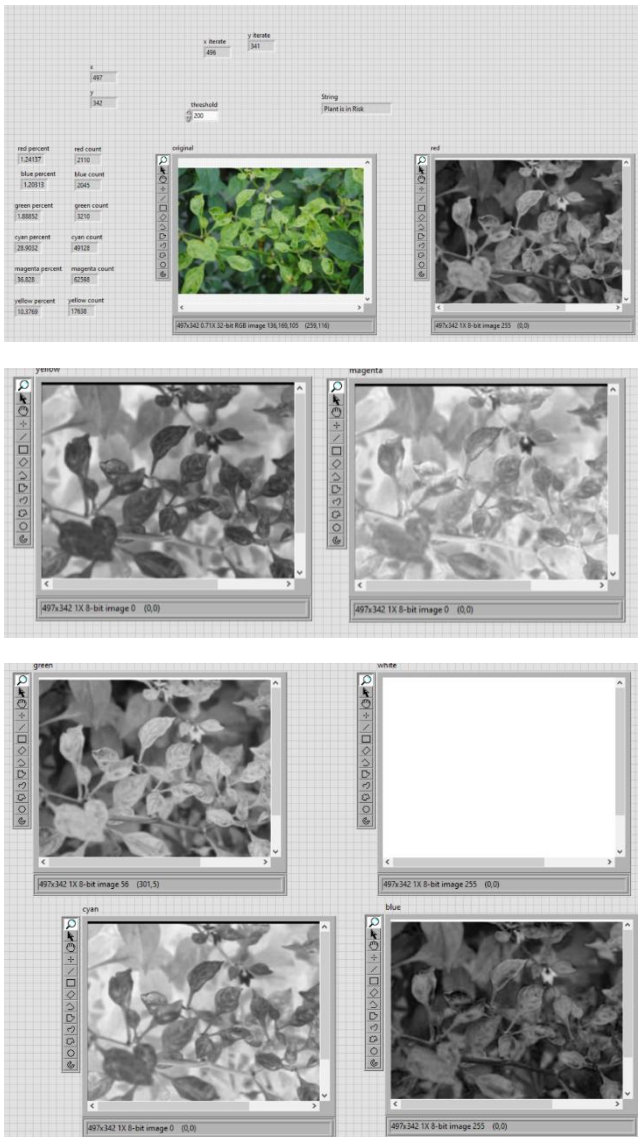 x iterate
496
y iterate
341
x
497
y
342
threshold
200
String
Plant is in Risk
red percent
1.24137
red count
2110
blue percent
1.20313
blue count
2045
green percent
1.88852
green count
3210
cyan percent
28.9032
cyan count
49128
magenta percent
36.828
magenta count
62598
yellow percent
10.3769
yellow count
17638
original
497x342 0.71X 32-bit RGB image 136,169,105 (259,116)
red
497x342 1X 8-bit image 255 (0,0)
yellow
497x342 1X 8-bit image 0 (0,0)
magenta
497x342 1X 8-bit image 0 (0,0)
green
497x342 1X 8-bit image 56 (301,5)
white
497x342 1X 8-bit image 255 (0,0)
cyan
497x342 1X 8-bit image 0 (0,0)
blue
497x342 1X 8-bit image 255 (0,0)